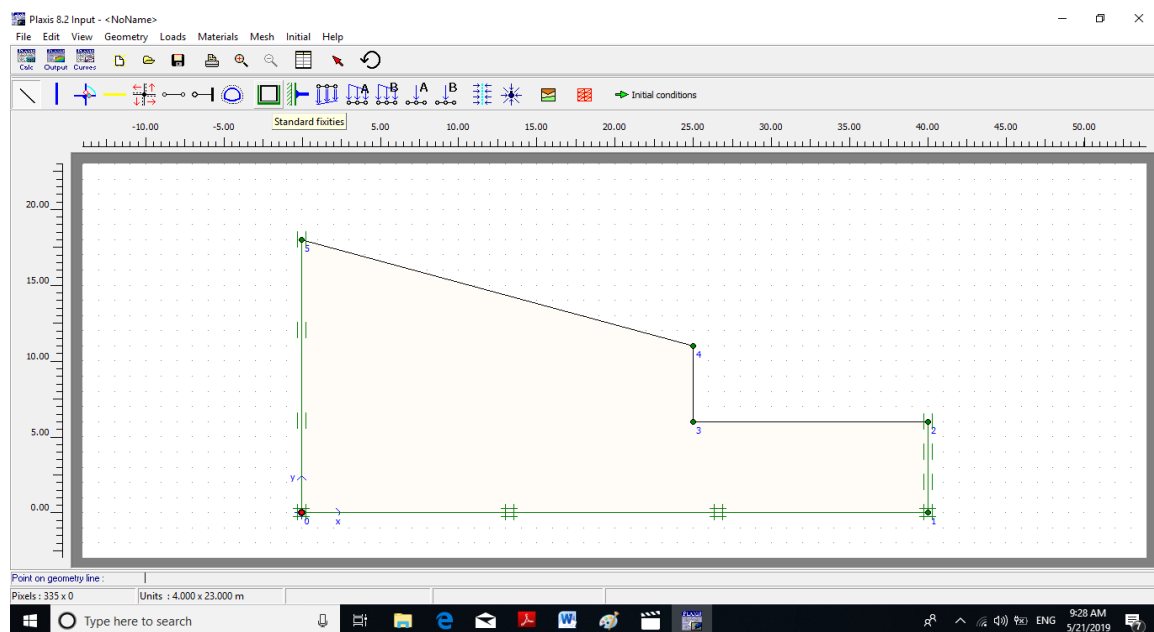 Plaxis 8.2 Input - <NoName>
File Edit View Geometry Loads Materials Mesh Initial Help
Calc Output Curves
A B A B Initial conditions
Standard fixities
-10.00 -5.00 5.00 10.00 15.00 20.00 25.00 30.00 35.00 40.00 45.00 50.00
20.00
5
15.00
10.00
4
5.00
3
2
y
0.00
0
x
1
Point on geometry line :
Pixels : 335 x 0 Units : 4.000 x 23.000 m
Type here to search
ENG
9:28 AM
5/21/2019
7